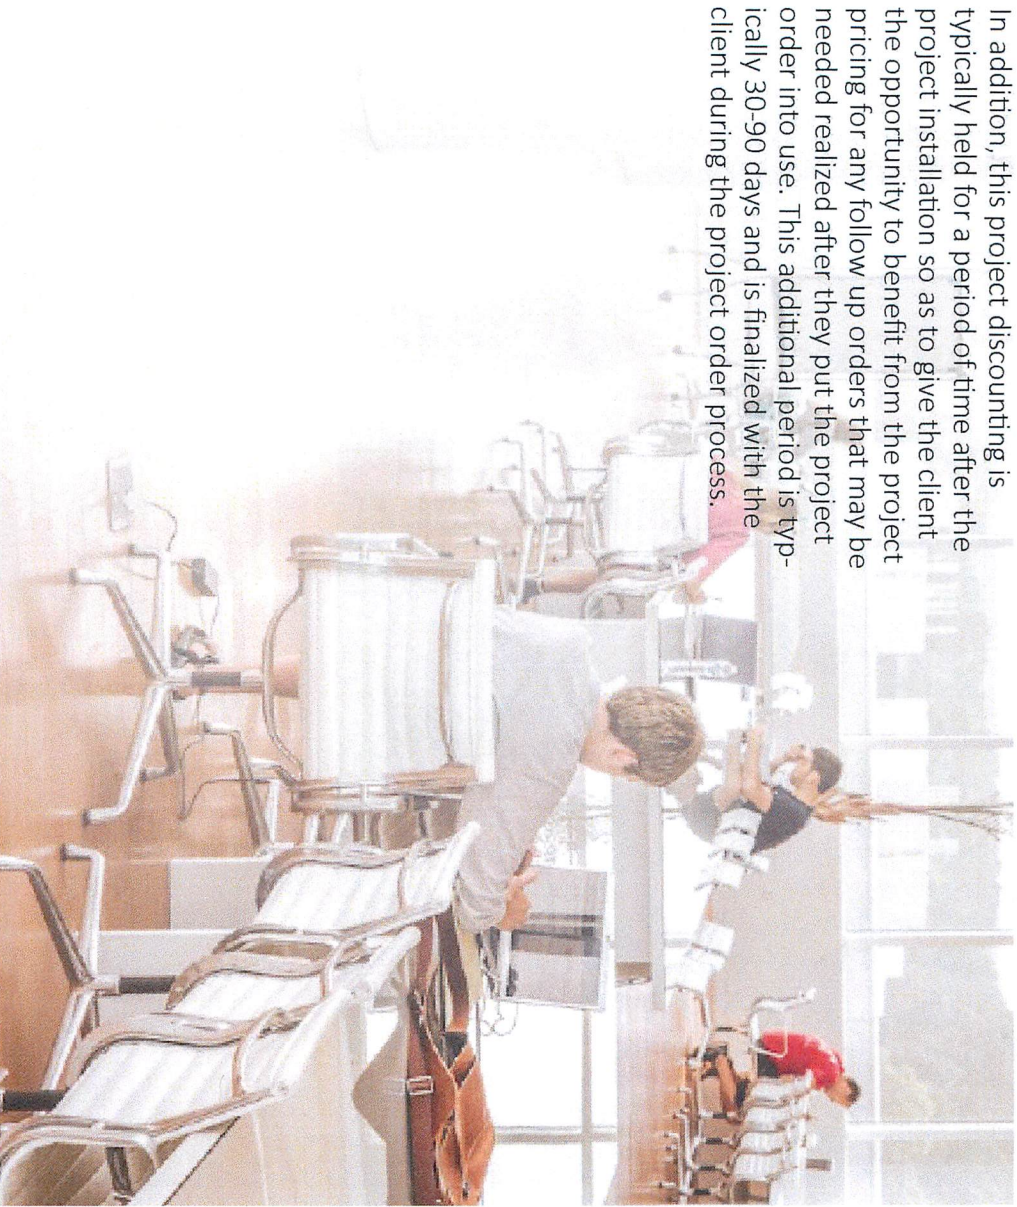 In addition, this project discounting is
typically held for a period of time after the
project installation so as to give the client
the opportunity to benefit from the project
pricing for any follow up orders that may be
needed realized after they put the project
order into use. This additional period is typ-
ically 30-90 days and is finalized with the
client during the project order process.